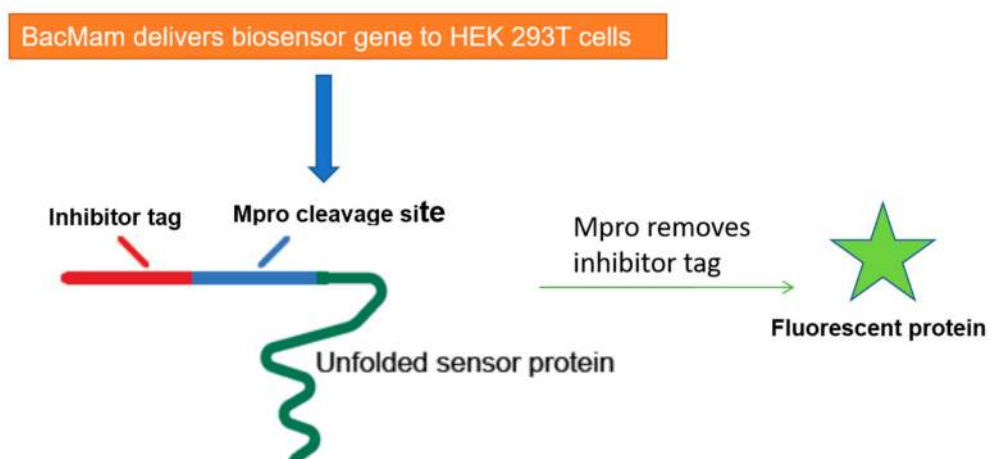 BacMam delivers biosensor gene to HEK 293T cells
Inhibitor tag
Mpro cleavage site
Mpro removes
inhibitor tag
Unfolded sensor protein
Fluorescent protein